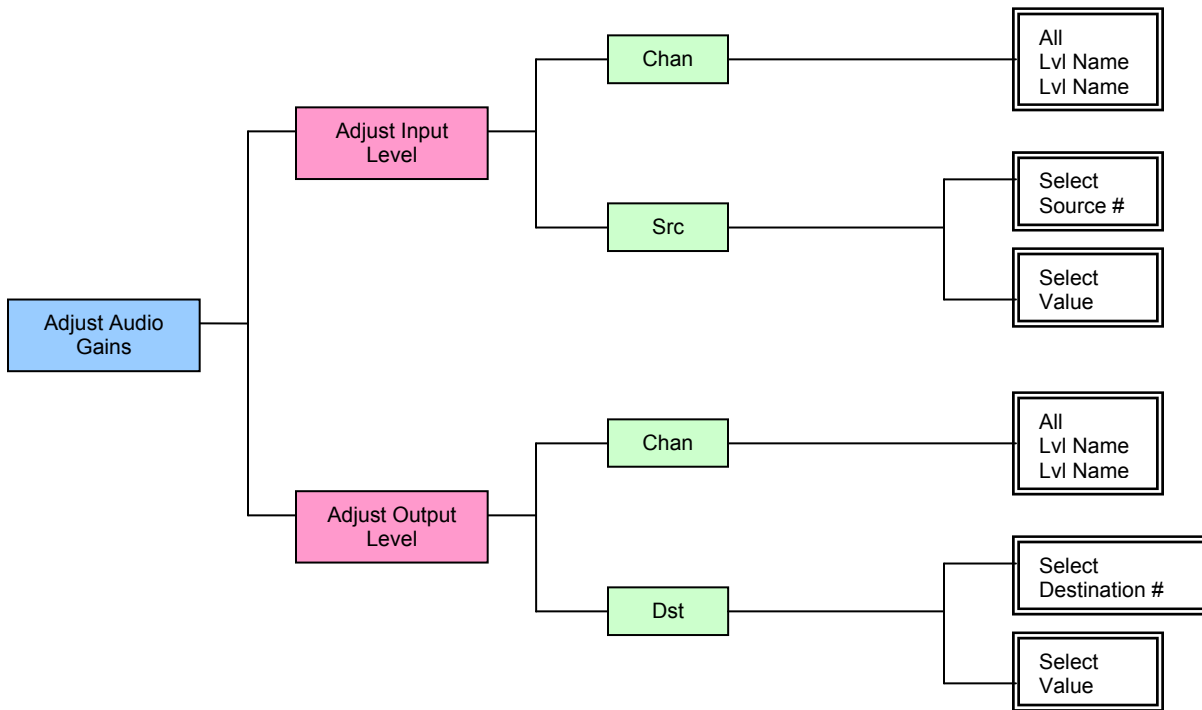 Adjust Audio
Gains
Adjust Input
Level
Chan
All
Lvl Name
Lvl Name
Src
Select
Source #
Select
Value
Adjust Output
Level
Chan
All
Lvl Name
Lvl Name
Dst
Select
Destination #
Select
Value